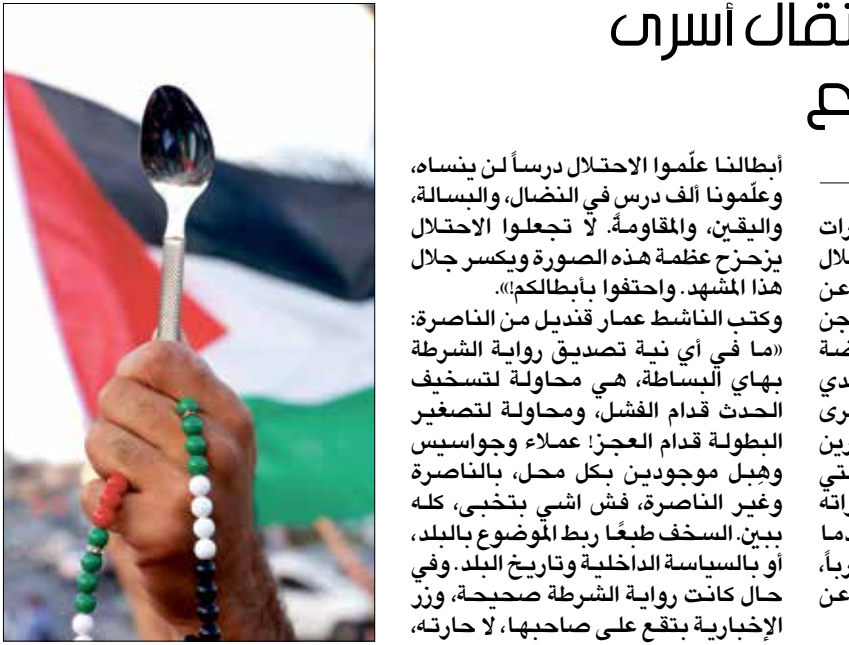 أسرى
أبطالنا علّموا الاحتلال درساً لن ينساه،
وعلّمونا ألف درس في النضال، والبسالة،
واليقين، والمقاومة. لا تجعلوا الاحتلال
يزحزح عظمة هذه الصورة ويكسر جلال
هذا المشهد. واحتفوا بأبطالكم!».
وكتب الناشط عمار قنديل من الناصرة:
«ما في أي نية تصديق رواية الشرطة
بهاي البساطة، هي محاولة لتسخيف
الحدث قدام الفشل، ومحاولة لتصغير
البطولة قدام العجز! عملاء وجواسيس
وهِبل موجودين بكل محل، بالناصرة
وغير الناصرة، فش اشي بتخبى، كله
ببين. السخف طبعًا ربط الموضوع بالبلد،
أو بالسياسة الداخلية وتاريخ البلد. وفي
حال كانت رواية الشرطة صحيحة، وزر
الإخبارية بتقع على صاحبها، لا حارته،
عن
عن